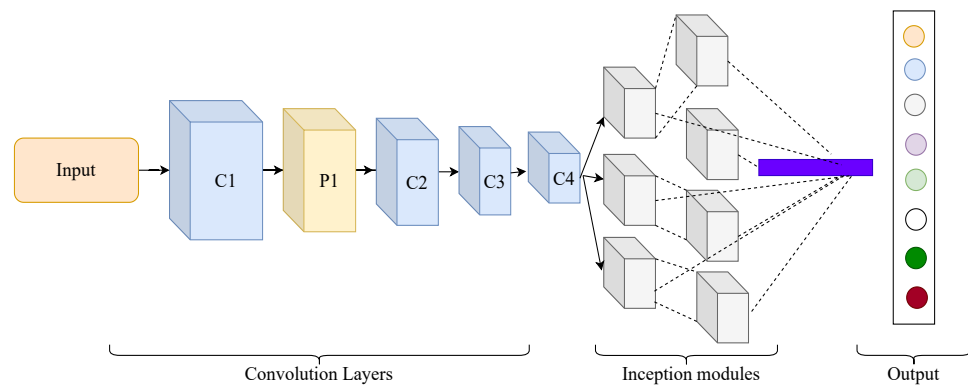 Input
C1
P1
C2
C3
C4
Convolution Layers
Inception modules
Output